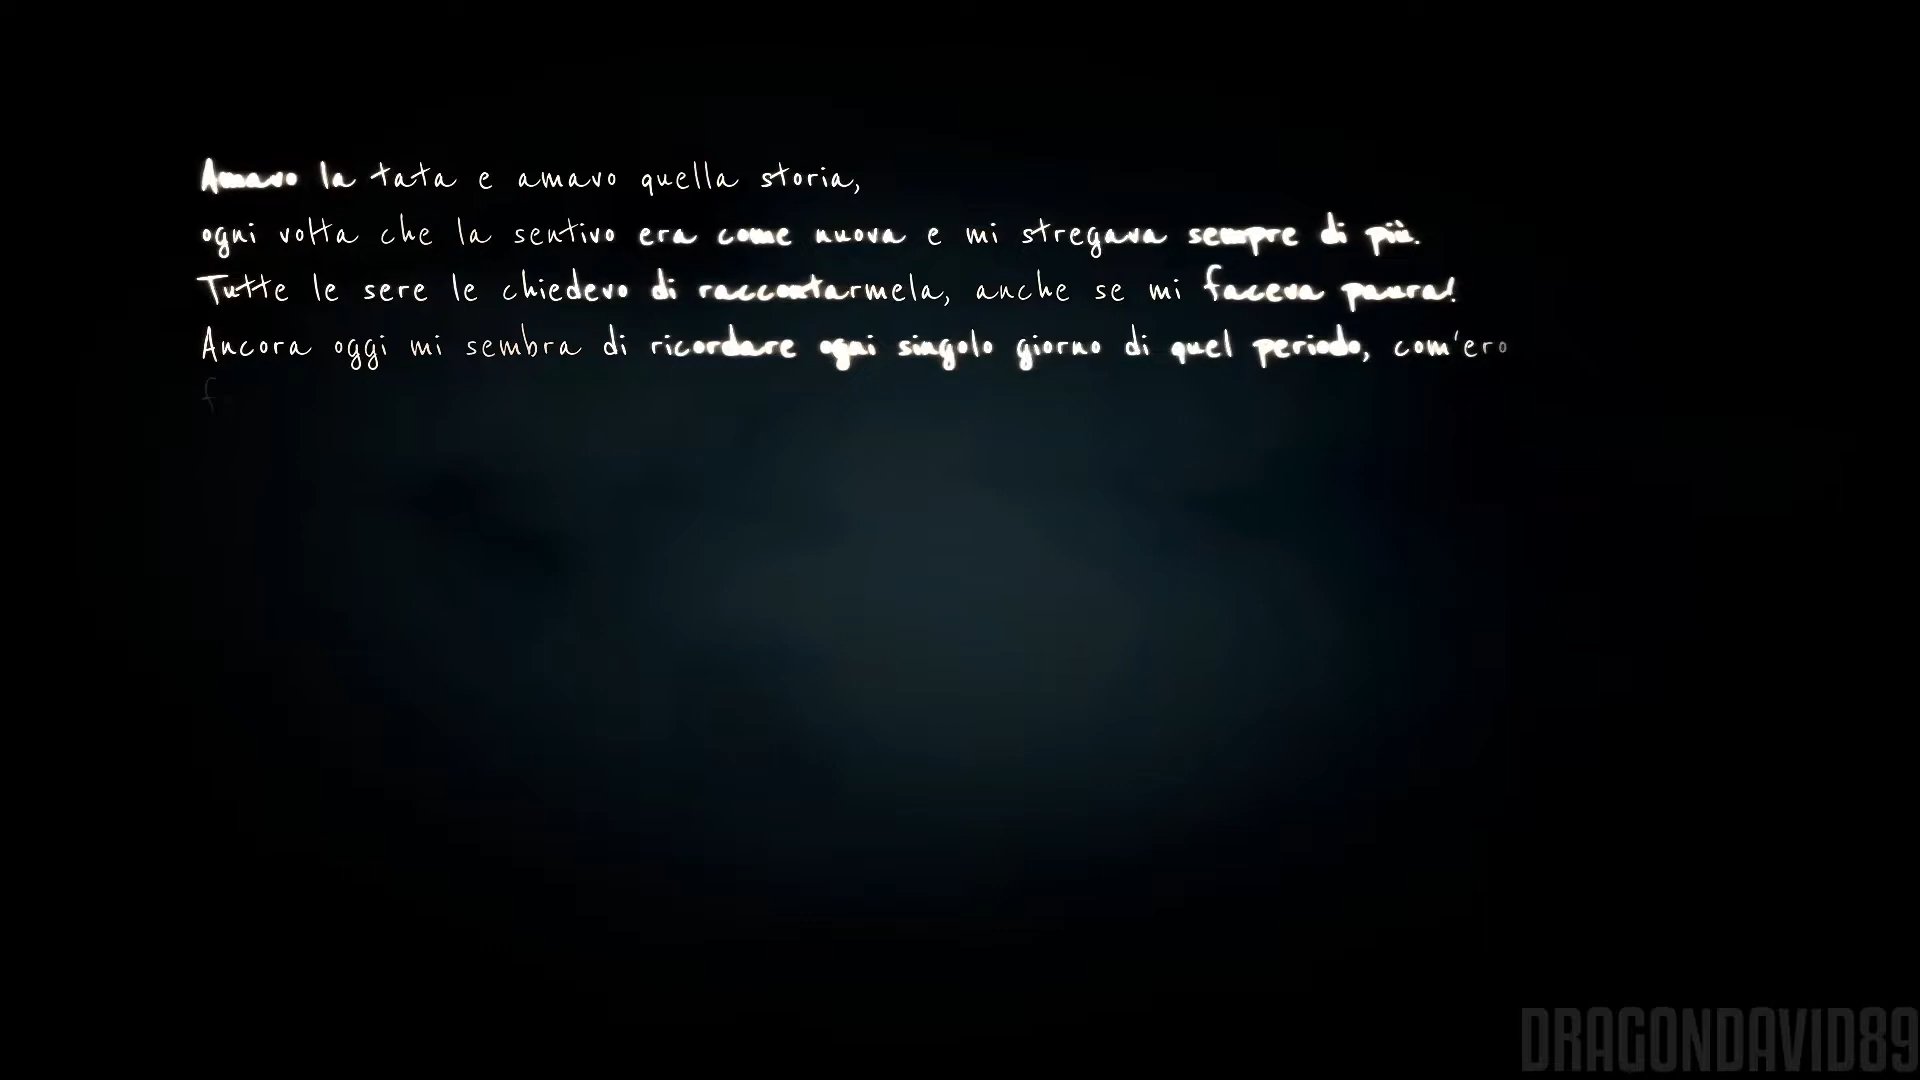 Amavo la tata e amavo quella storia,
ogni volta che la sentivo era come nuova e mi stregava sempre di più.
Tutte le sere le chiedevo di raccontarmela, anche se mi faceva paura!
Ancora oggi mi sembra di ricordare ogni singolo giorno di quel periodo, com'ero
f
DRAGONDAVID89